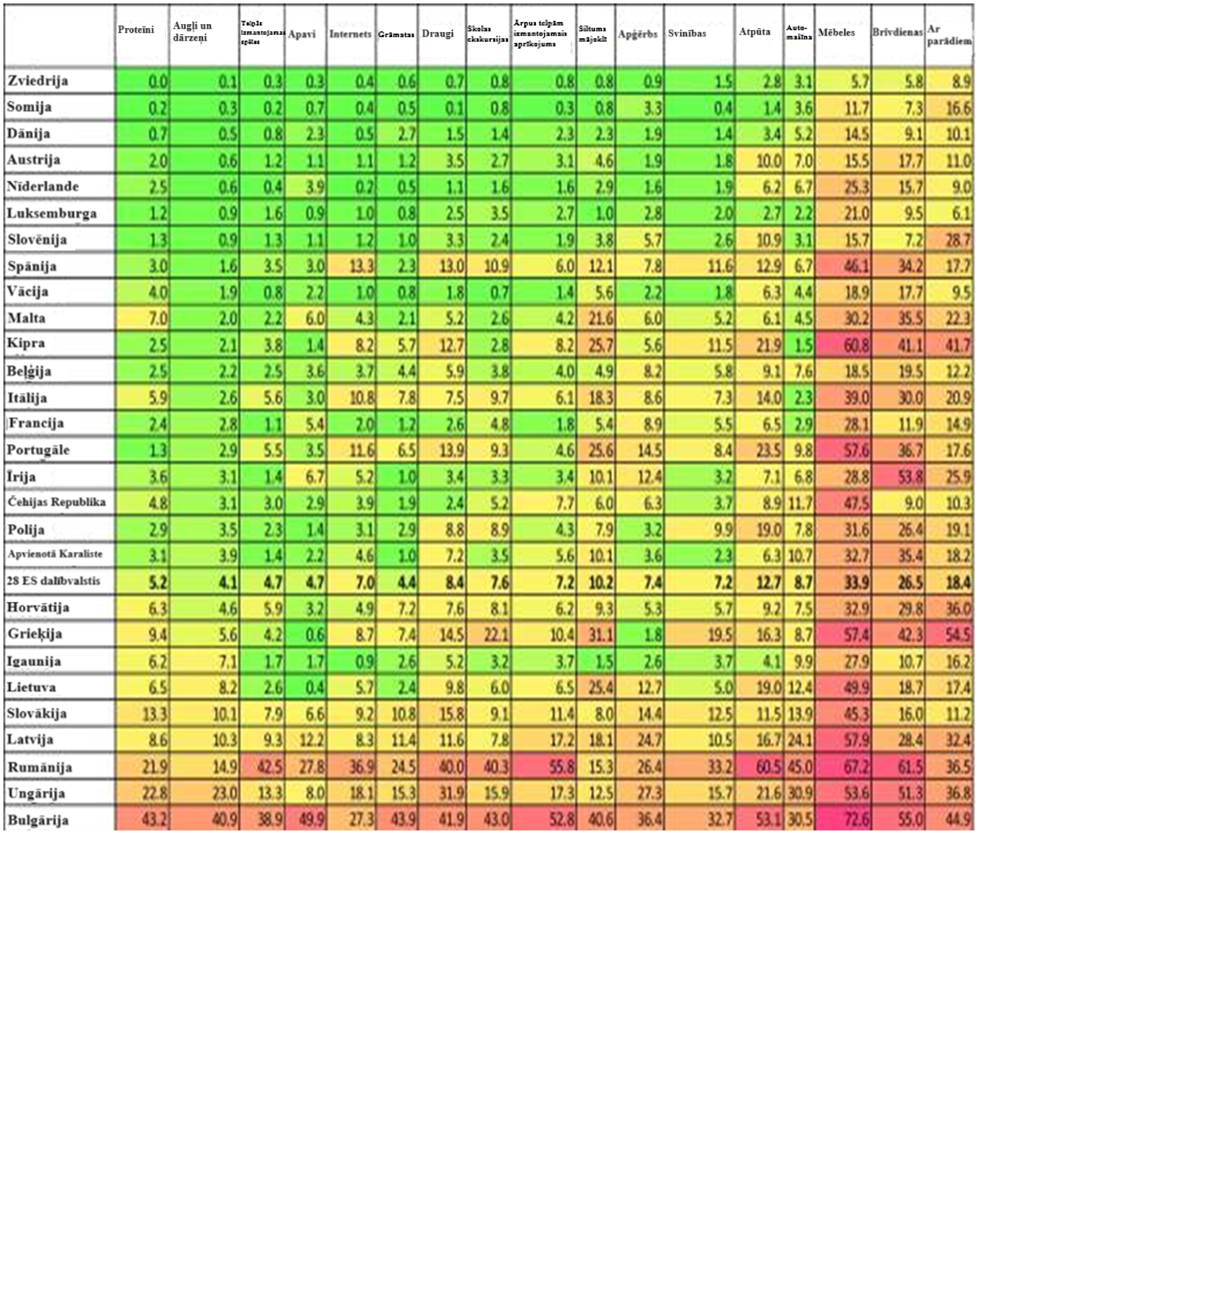 Proteīni Augļi un dārzeņi Telpās izmantojamas spēles Apavi Internets Grāmatas Draugi Skolas ekskursijas Ārpus telpām izmantojamais aprīkojums Siltums mājoklī Apģērbs Svinības Atpūta Auto-mašīna Mēbeles Brīvdienas Ar parādiem
Zviedrija 0.0 0.1 0.3 0.3 0.4 0.6 0.7 0.8 0.8 0.8 0.9 1.5 2.8 3.1 5.7 5.8 8.9
Somija 0.2 0.3 0.2 0.7 0.4 0.5 0.1 0.8 0.3 0.8 3.3 0.4 1.4 3.6 11.7 7.3 16.6
Dānija 0.7 0.5 0.8 2.3 0.5 2.7 1.5 1.4 2.3 2.3 1.9 1.4 3.4 5.2 14.5 9.1 10.1
Austrija 2.0 0.6 1.2 1.1 1.1 1.2 3.5 2.7 3.1 4.6 1.9 1.8 10.0 7.0 15.5 17.7 11.0
Nīderlande 2.5 0.6 0.4 3.9 0.2 0.5 1.1 1.6 1.6 2.9 1.6 1.9 6.2 6.7 25.3 15.7 9.0
Luksemburga 1.2 0.9 1.6 0.9 1.0 0.8 2.5 3.5 2.7 1.0 2.8 2.0 2.7 2.2 21.0 9.5 6.1
Slovēnija 1.3 0.9 1.3 1.1 1.2 1.0 3.3 2.4 1.9 3.8 5.7 2.6 10.9 3.1 15.7 7.2 28.7
Spānija 3.0 1.6 3.5 3.0 13.3 2.3 13.0 10.9 6.0 12.1 7.8 11.6 12.9 6.7 46.1 34.2 17.7
Vācija 4.0 1.9 0.8 2.2 1.0 0.8 1.8 0.7 1.4 5.6 2.2 1.8 6.3 4.4 18.9 17.7 9.5
Malta 7.0 2.0 2.2 6.0 4.3 2.1 5.2 2.6 4.2 21.6 6.0 5.2 6.1 4.5 30.2 35.5 22.3
Kipra 2.5 2.1 3.8 1.4 8.2 5.7 12.7 2.8 8.2 25.7 5.6 11.5 21.9 1.5 60.8 41.1 41.7
Beļģija 2.5 2.2 2.5 3.6 3.7 4.4 5.9 3.8 4.0 4.9 8.2 5.8 9.1 7.6 18.5 19.5 12.2
Itālija 5.9 2.6 5.6 3.0 10.8 7.8 7.5 9.7 6.1 18.3 8.6 7.3 14.0 2.3 39.0 30.0 20.9
Francija 2.4 2.8 1.1 5.4 2.0 1.2 2.6 4.8 1.8 5.4 8.9 5.5 6.5 2.9 28.1 11.9 14.9
Portugāle 1.3 2.9 5.5 3.5 11.6 6.5 13.9 9.3 4.6 25.6 14.5 8.4 23.5 9.8 57.6 36.7 17.6
Īrija 3.6 3.1 1.4 6.7 5.2 1.0 3.4 3.3 3.4 10.1 12.4 3.2 7.1 6.8 28.8 53.8 25.9
Čehijas Republika 4.8 3.1 3.0 2.9 3.9 1.9 2.4 5.2 7.7 6.0 6.3 3.7 8.9 11.7 47.5 9.0 10.3
Polija 2.9 3.5 2.3 1.4 3.1 2.9 8.8 8.9 4.3 7.9 3.2 9.9 19.0 7.8 31.6 26.4 19.1
Apvienotā Karaliste 3.1 3.9 1.4 2.2 4.6 1.0 7.2 3.5 5.6 10.1 3.6 2.3 6.3 10.7 32.7 35.4 18.2
28 ES dalībvalstis 5.2 4.1 4.7 4.7 7.0 4.4 8.4 7.6 7.2 10.2 7.4 7.2 12.7 8.7 33.9 26.5 18.4
Horvātija 6.3 4.6 5.9 3.2 4.9 7.2 7.6 8.1 6.2 9.3 5.3 5.7 9.2 7.5 32.9 29.8 36.0
Grieķija 9.4 5.6 4.2 0.6 8.7 7.4 14.5 22.1 10.4 31.1 1.8 19.5 16.3 8.7 57.4 42.3 54.5
Igaunija 6.2 7.1 1.7 1.7 0.9 2.6 5.2 3.2 3.7 1.5 2.6 3.7 4.1 9.9 27.9 10.7 16.2
Lietuva 6.5 8.2 2.6 0.4 5.7 2.4 9.8 6.0 6.5 25.4 12.7 5.0 19.0 12.4 49.9 18.7 17.4
Slovākija 13.3 10.1 7.9 6.6 9.2 10.8 15.8 9.1 11.4 8.0 14.4 12.5 11.5 13.9 45.3 16.0 11.2
Latvija 8.6 10.3 9.3 12.2 8.3 11.4 11.6 7.8 17.2 18.1 24.7 10.5 16.7 24.1 57.9 28.4 32.4
Rumānija 21.9 14.9 42.5 27.8 36.9 24.5 40.0 40.3 55.8 15.3 26.4 33.2 60.5 45.0 67.2 61.5 36.5
Ungārija 22.8 23.0 13.3 8.0 18.1 15.3 31.9 15.9 17.3 12.5 27.3 15.7 21.6 30.9 53.6 51.3 36.8
Bulgārija 43.2 40.9 38.9 49.9 27.3 43.9 41.9 43.0 52.8 40.6 36.4 32.7 53.1 30.5 72.6 55.0 44.9